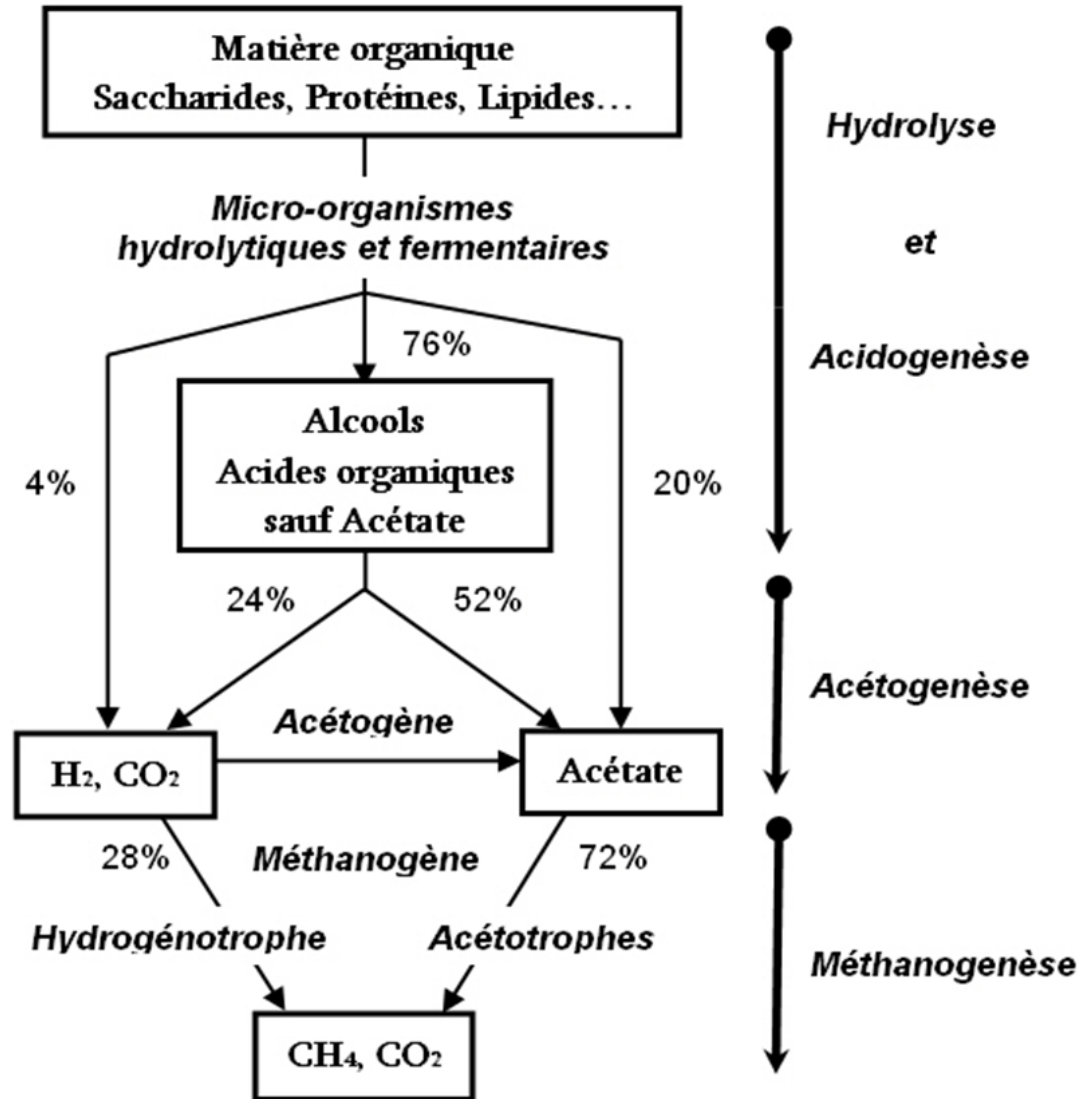 Matière organique
Saccharides, Protéines, Lipides…
Hydrolyse
Micro-organismes
hydrolytiques et fermentaires
et
76%
Acidogenèse
Alcools
Acides organiques
sauf Acétate
4%
20%
24%
52%
Acétogenèse
Acétogène
H₂, CO₂
Acétate
28%
Méthanogène
72%
Hydrogénotrophe
Acétotrophes
Méthanogenèse
CH₄, CO₂